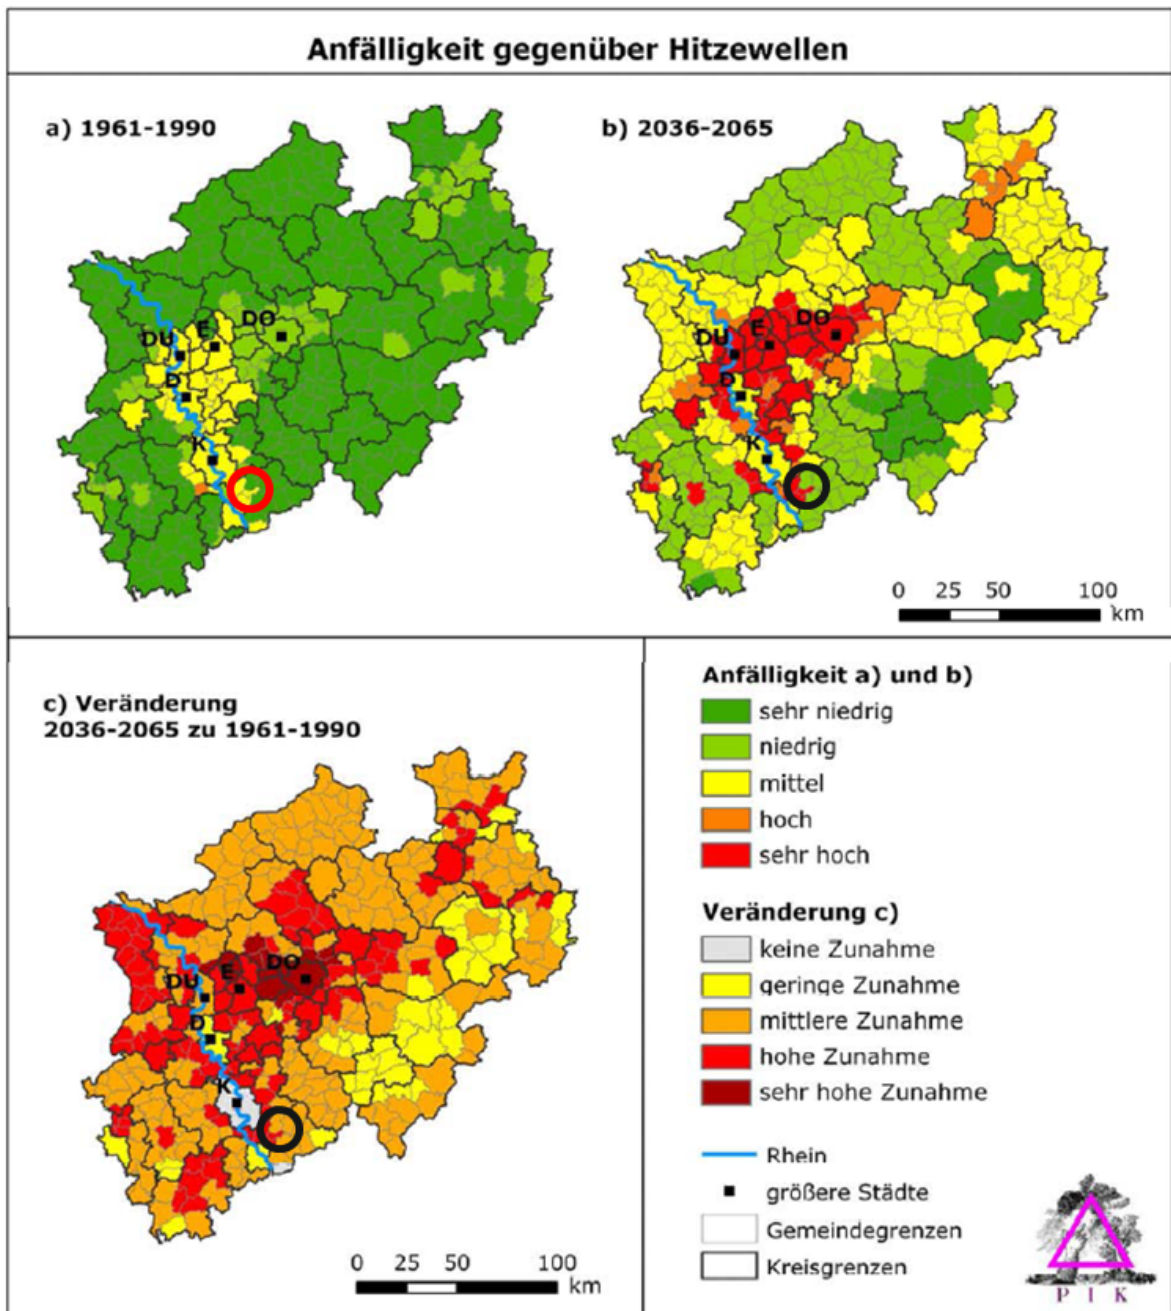 Anfälligkeit gegenüber Hitzewellen
a) 1961-1990
b) 2036-2065
DU
E
DO
D
K
DU
E
DO
D
K
0 25 50 100
km
c) Veränderung
2036-2065 zu 1961-1990
DU
E
DO
D
K
0 25 50 100
km
Anfälligkeit a) und b)
sehr niedrig
niedrig
mittel
hoch
sehr hoch
Veränderung c)
keine Zunahme
geringe Zunahme
mittlere Zunahme
hohe Zunahme
sehr hohe Zunahme
Rhein
größere Städte
Gemeindegrenzen
Kreisgrenzen
P I K